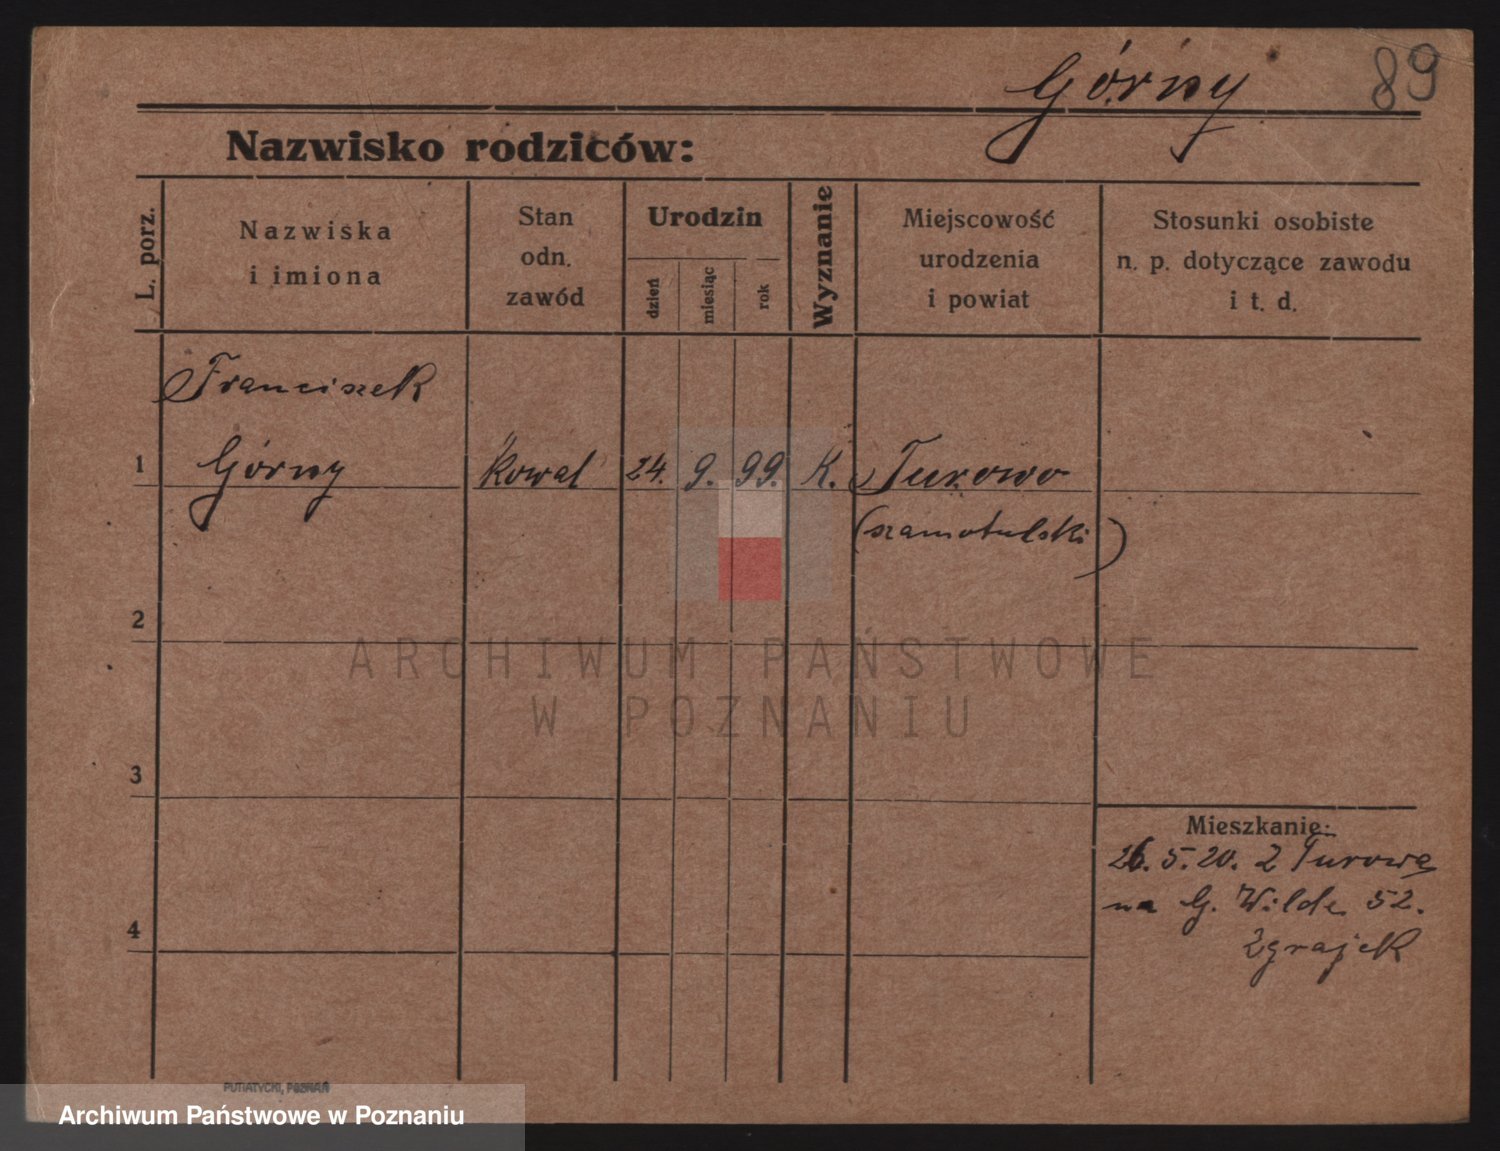 Górny 89
Nazwisko rodziców:
L. porz.
Nazwiska
i imiona
Stan
odn.
zawód
Urodzin
dzień
miesiąc
rok
Wyznanie
Miejscowość
urodzenia
i powiat
Stosunki osobiste
n. p. dotyczące zawodu
i t. d.
Franciszek
1 Górny Kowal 24. 9. 99. K. Turowo
(szamotulski)
2
3
4
Mieszkanie:
26. 5. 20. Z Turowa
na G. Wilde 52.
Zgrajek
ARCHIWUM PAŃSTWOWE
W POZNANIU
PUTIATYCKI, POZNAŃ
Archiwum Państwowe w Poznaniu